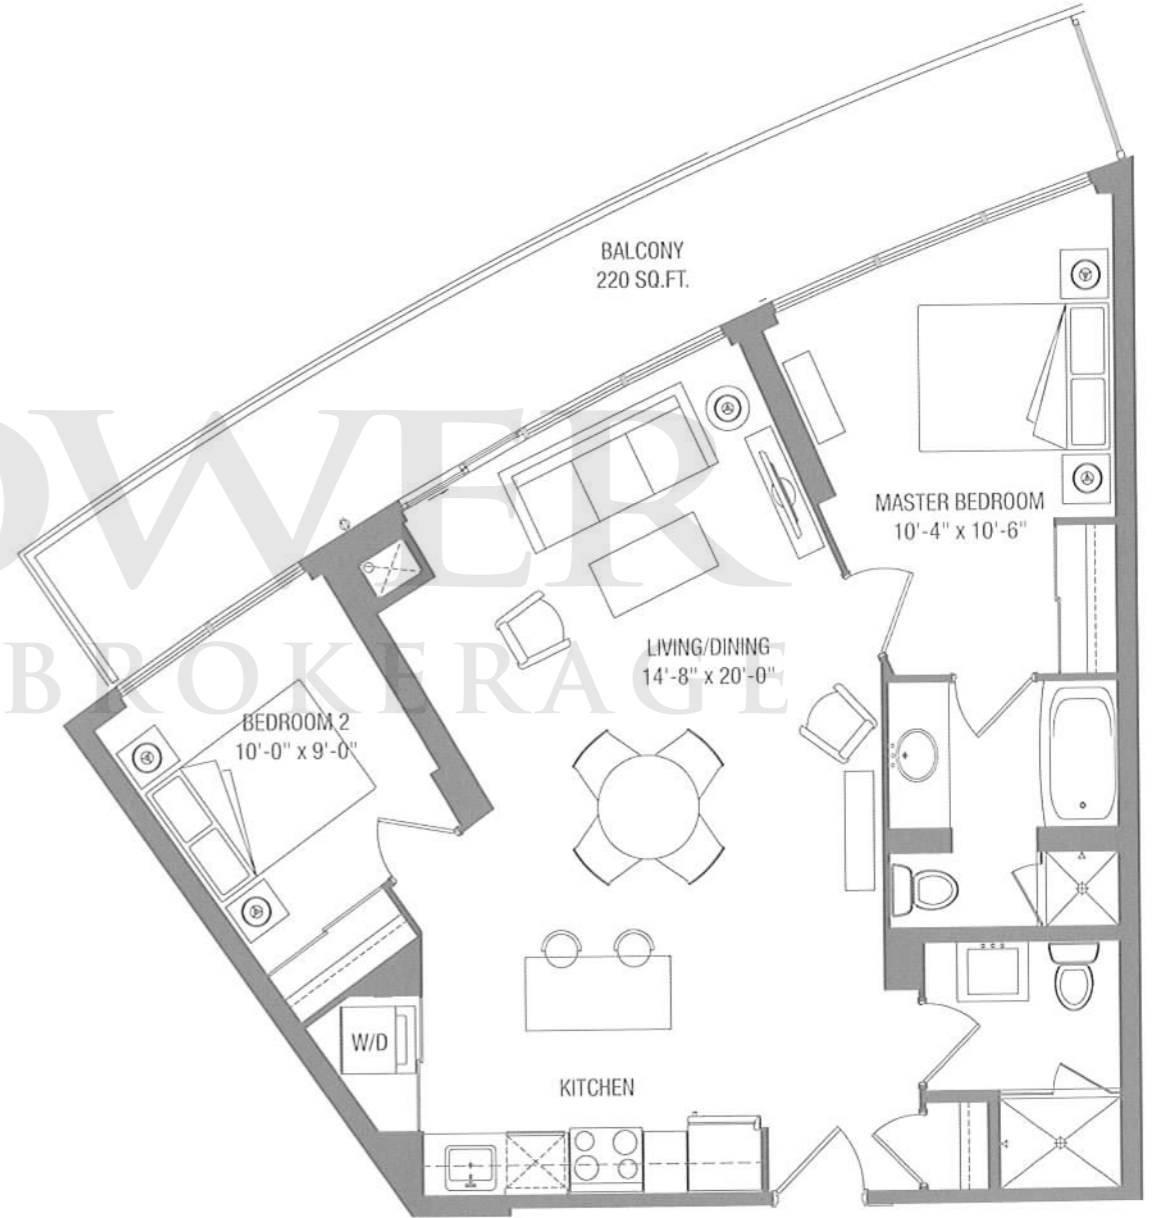 BALCONY
220 SQ.FT.
MASTER BEDROOM
10'-4" x 10'-6"
OWER
BROKERAGE
LIVING/DINING
14'-8" x 20'-0"
BEDROOM 2
10'-0" x 9'-0"
W/D
KITCHEN